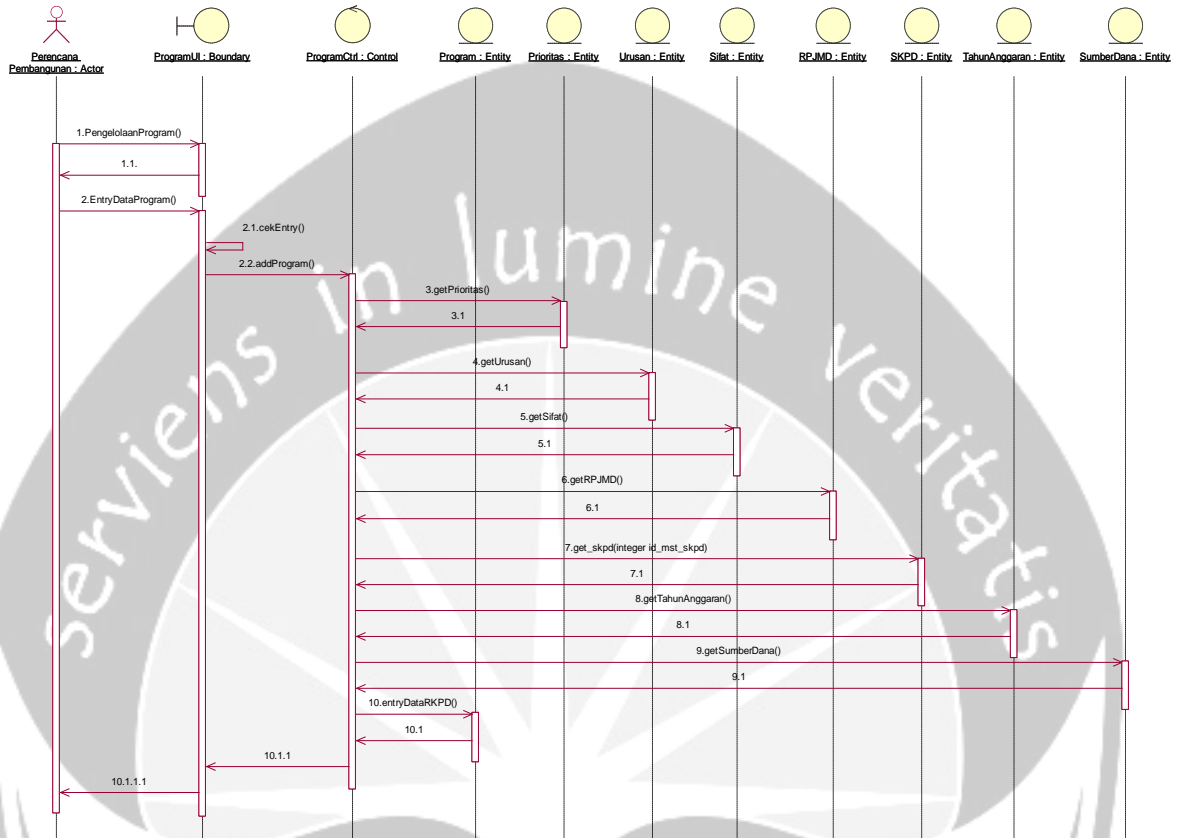 Perencana
Pembangunan : Actor
ProgramUI : Boundary
ProgramCtrl : Control
Program : Entity
Prioritas : Entity
Urusan : Entity
Sifat : Entity
RPJMD : Entity
SKPD : Entity
TahunAnggaran : Entity
SumberDana : Entity
1.PengelolaanProgram()
1.1.
2.EntryDataProgram()
2.1.cekEntry()
2.2.addProgram()
3.getPrioritas()
3.1
4.getUrusan()
4.1
5.getSifat()
5.1
6.getRPJMD()
6.1
7.get_skpd(integer id_mst_skpd)
7.1
8.getTahunAnggaran()
8.1
9.getSumberDana()
9.1
10.entryDataRKPD()
10.1
10.1.1
10.1.1.1
serviens in lumine veritatis